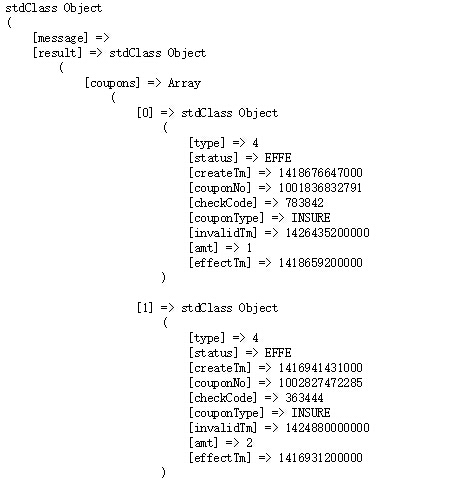 stdClass Object
(
[message] =>
[result] => stdClass Object
(
[coupons] => Array
(
[0] => stdClass Object
(
[type] => 4
[status] => EFFE
[createTm] => 1418676647000
[couponNo] => 1001836832791
[checkCode] => 783842
[couponType] => INSURE
[invalidTm] => 1426435200000
[amt] => 1
[effectTm] => 1418659200000
)
[1] => stdClass Object
(
[type] => 4
[status] => EFFE
[createTm] => 1416941431000
[couponNo] => 1002827472285
[checkCode] => 363444
[couponType] => INSURE
[invalidTm] => 1424880000000
[amt] => 2
[effectTm] => 1416931200000
)